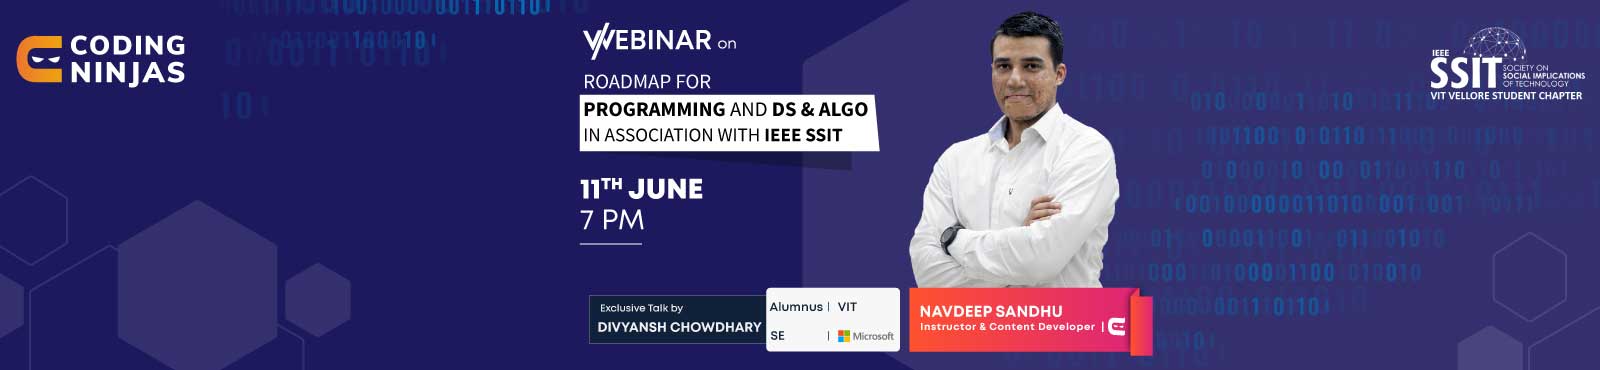 CODING
NINJAS
WEBINAR on
ROADMAP FOR
PROGRAMMING AND DS & ALGO
IN ASSOCIATION WITH IEEE SSIT
11TH JUNE
7 PM
Exclusive Talk by
DIVYANSH CHOWDHARY
Alumnus | VIT
SE | Microsoft
NAVDEEP SANDHU
Instructor & Content Developer |
IEEE
SSIT
SOCIETY ON
SOCIAL IMPLICATIONS
OF TECHNOLOGY
VIT VELLORE STUDENT CHAPTER